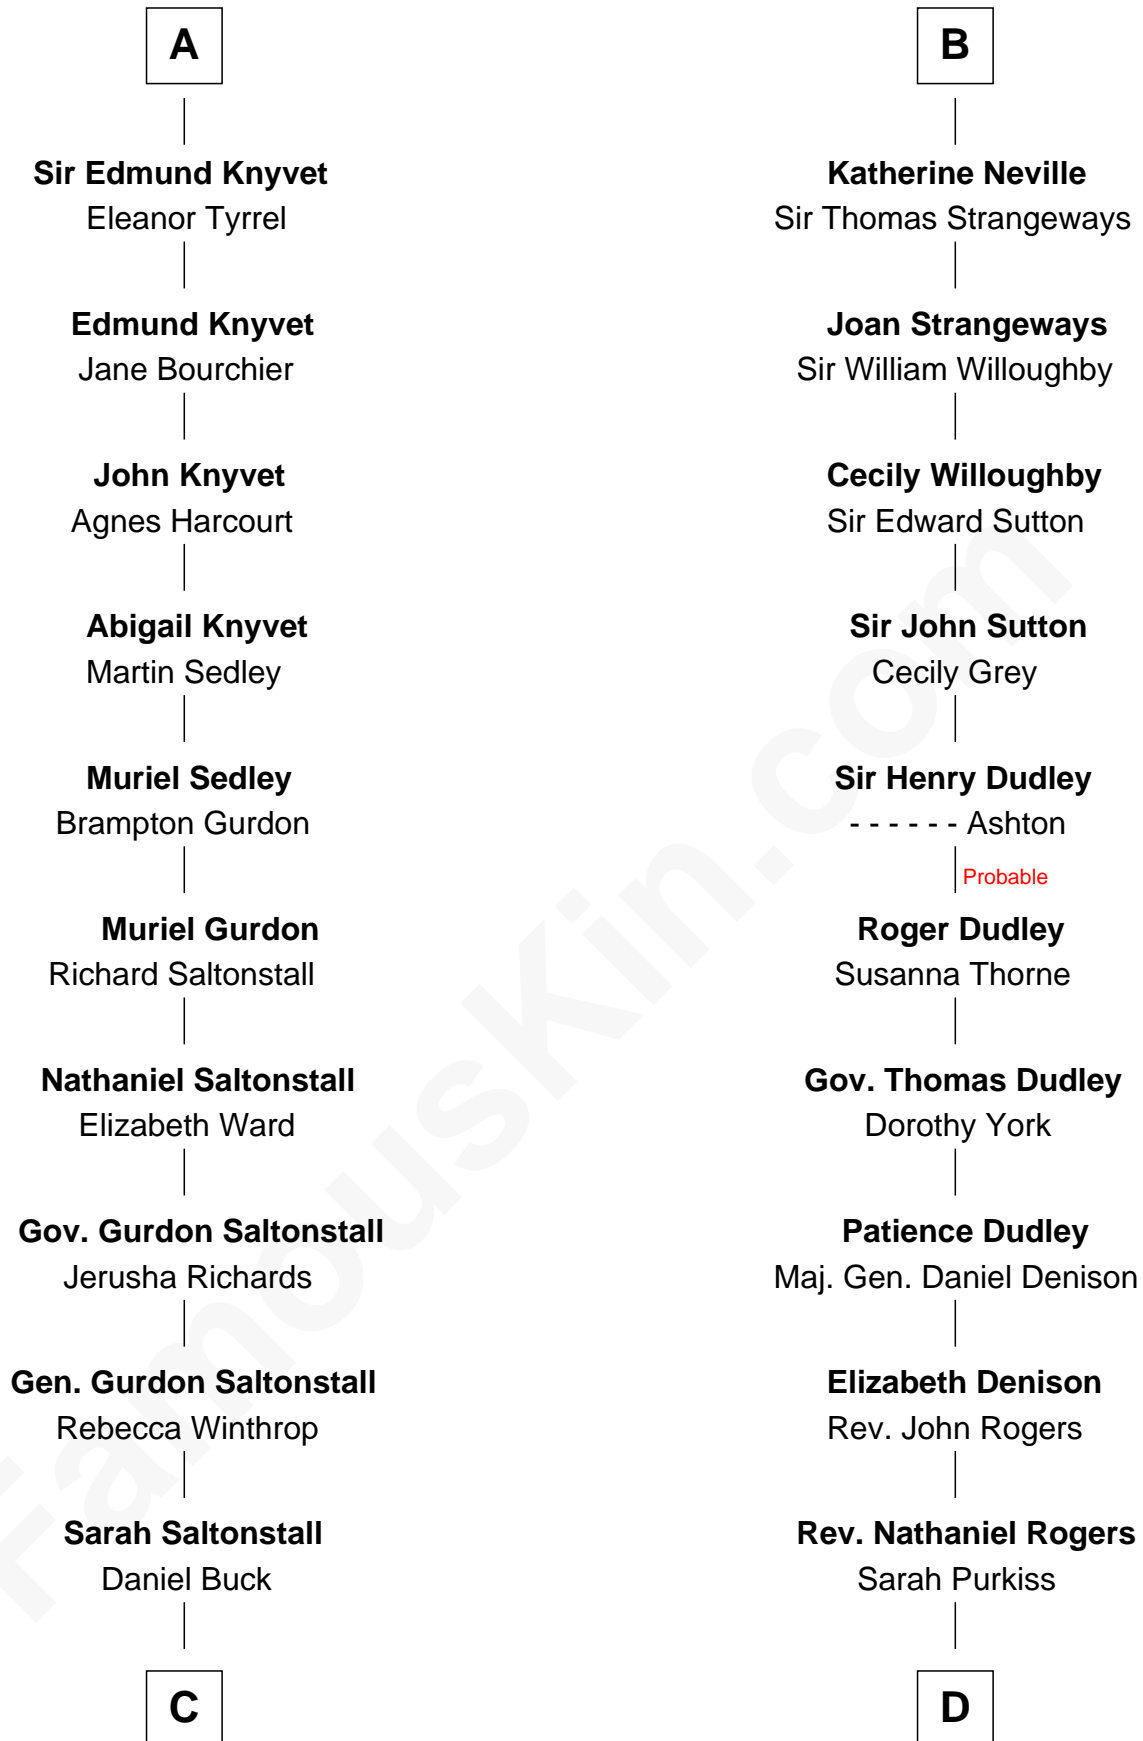 A
Sir Edmund Knyvet
Eleanor Tyrrel
Edmund Knyvet
Jane Bourchier
John Knyvet
Agnes Harcourt
Abigail Knyvet
Martin Sedley
Muriel Sedley
Brampton Gurdon
Muriel Gurdon
Richard Saltonstall
Nathaniel Saltonstall
Elizabeth Ward
Gov. Gurdon Saltonstall
Jerusha Richards
Gen. Gurdon Saltonstall
Rebecca Winthrop
Sarah Saltonstall
Daniel Buck
C
B
Katherine Neville
Sir Thomas Strangeways
Joan Strangeways
Sir William Willoughby
Cecily Willoughby
Sir Edward Sutton
Sir John Sutton
Cecily Grey
Sir Henry Dudley
- - - - - - Ashton
Probable
Roger Dudley
Susanna Thorne
Gov. Thomas Dudley
Dorothy York
Patience Dudley
Maj. Gen. Daniel Denison
Elizabeth Denison
Rev. John Rogers
Rev. Nathaniel Rogers
Sarah Purkiss
D
FamousKin.com